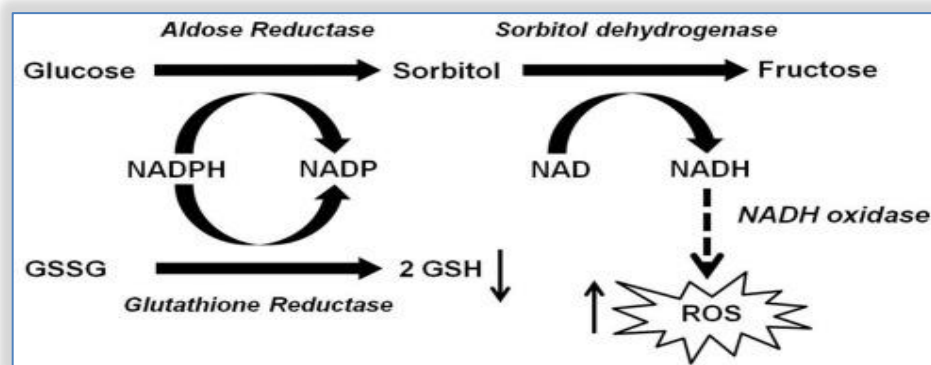 Aldose Reductase Sorbitol dehydrogenase
Glucose Sorbitol Fructose
NADPH NADP NAD NADH
NADH oxidase
GSSG 2 GSH ROS
Glutathione Reductase